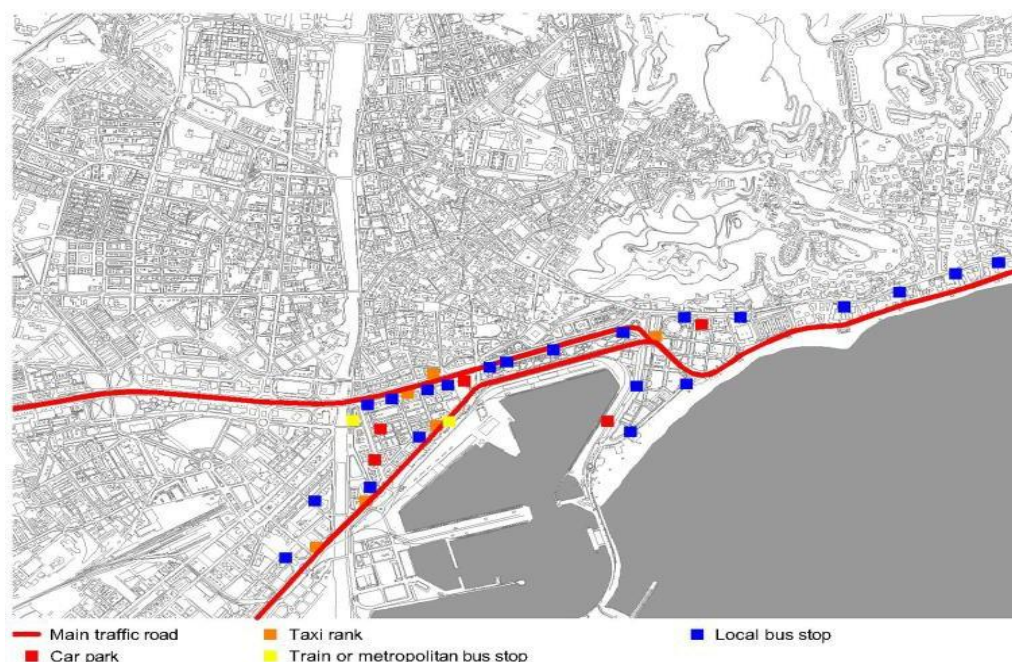 Main traffic road
Taxi rank
Local bus stop
Car park
Train or metropolitan bus stop